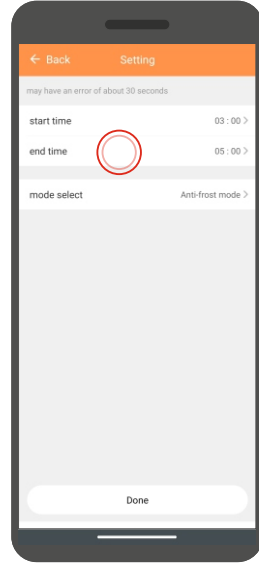 ← Back Setting
may have an error of about 30 seconds
start time 03 : 00 >
end time 05 : 00 >
mode select Anti-frost mode >
Done